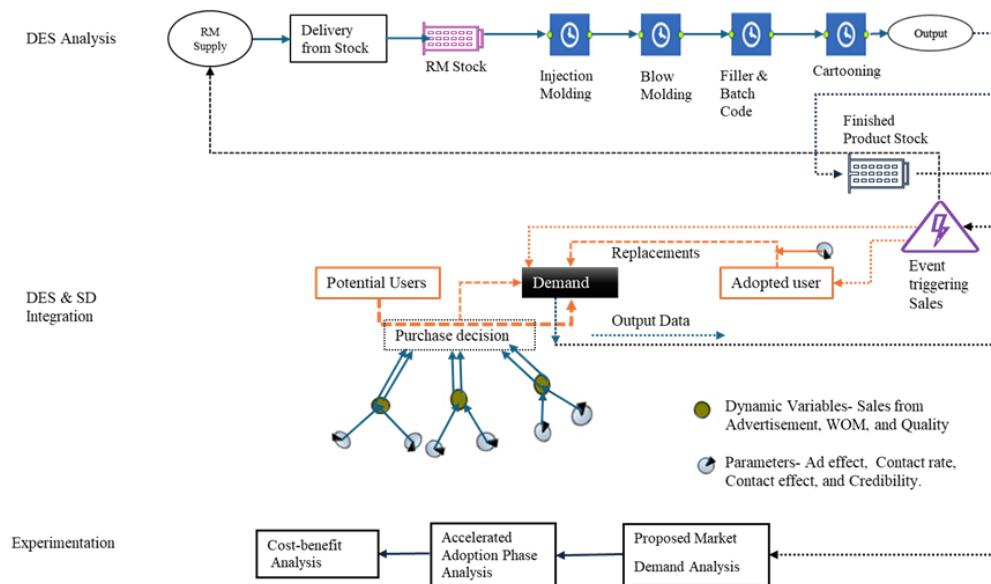 DES Analysis
RM
Supply
Delivery
from Stock
RM Stock
Injection
Molding
Blow
Molding
Filler &
Batch
Code
Cartooning
Output
Finished
Product Stock
DES & SD
Integration
Potential Users
Demand
Replacements
Adopted user
Event
triggering
Sales
Purchase decision
Output Data
Dynamic Variables- Sales from
Advertisement, WOM, and Quality
Parameters- Ad effect, Contact rate,
Contact effect, and Credibility.
Experimentation
Cost-benefit
Analysis
Accelerated
Adoption Phase
Analysis
Proposed Market
Demand Analysis